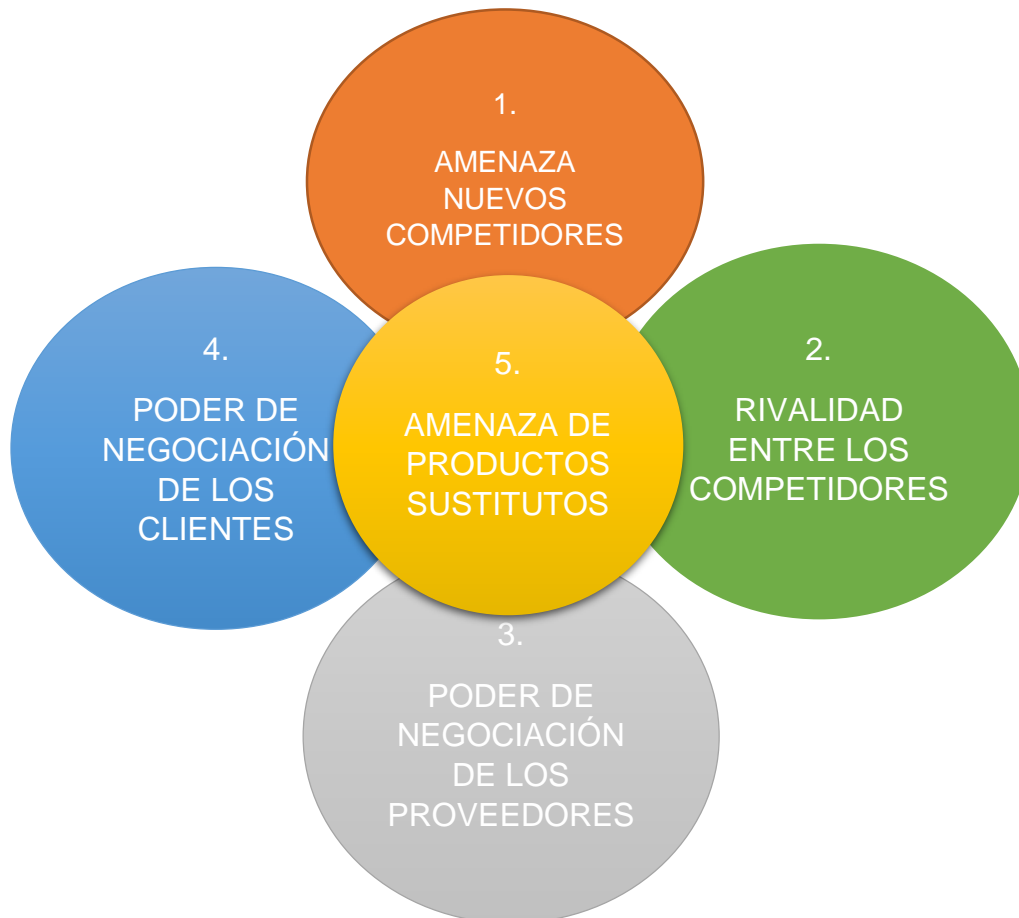 1.
AMENAZA
NUEVOS
COMPETIDORES
2.
RIVALIDAD
ENTRE LOS
COMPETIDORES
3.
PODER DE
NEGOCIACIÓN
DE LOS
PROVEEDORES
4.
PODER DE
NEGOCIACIÓN
DE LOS
CLIENTES
5.
AMENAZA DE
PRODUCTOS
SUSTITUTOS